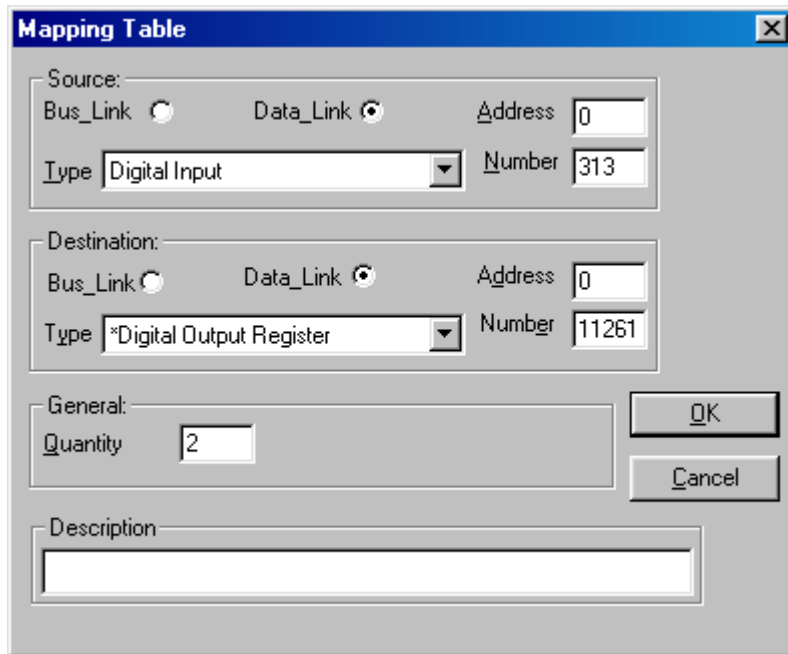 Mapping Table
Source:
Bus_Link Data_Link Address 0
Type Digital Input Number 313
Destination:
Bus_Link Data_Link Address 0
Type *Digital Output Register Number 11261
General:
Quantity 2
OK
Cancel
Description